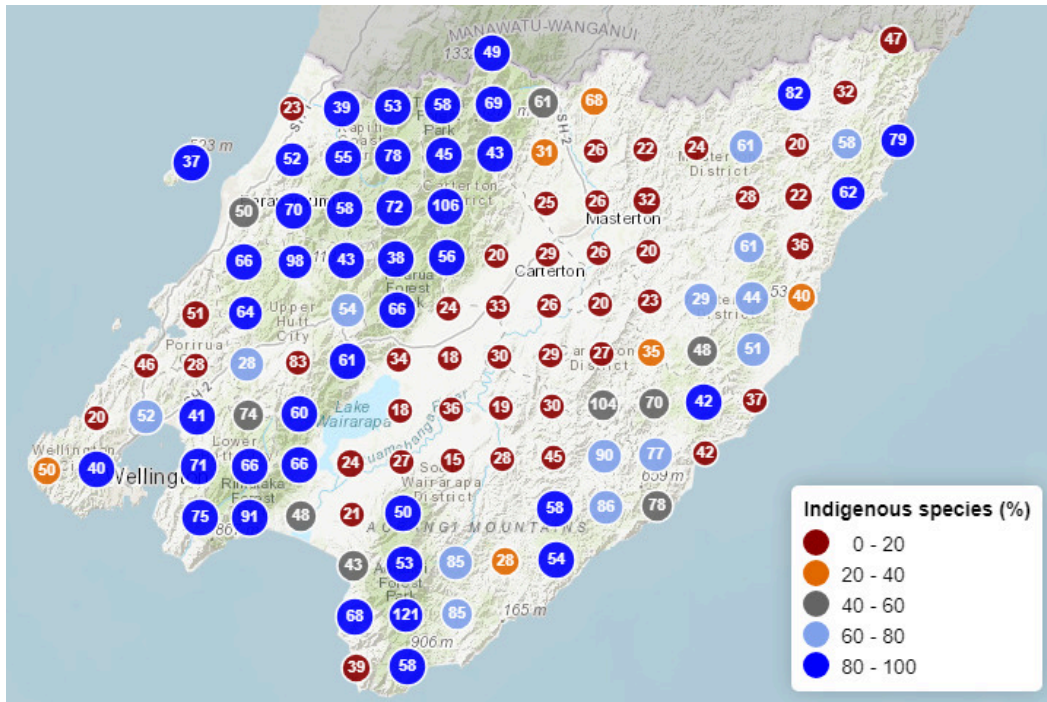 MANAWATU-WANGANUI
47
49
82 32
23 39 53 58 69 61 68
SH 2
Park
37 52 55 78 45 43 31 26 22 24 61 20 58 79
District
50 70 58 72 106 25 26 32 28 22 62
Masterton
66 98 43 38 56 20 29 26 20 61 36
Carterton
Forest
51 64 54 66 24 33 26 20 23 29 44 40
Upper
Hutt
City
Porirua
46 28 28 83 61 34 18 30 29 27 35 48 51
District
Lake
Wairarapa
20 52 41 74 60 18 36 19 30 104 70 42 37
Lower
50 40 71 66 66 24 27 15 28 45 90 77 42
Wellington
Wairarapa
District
Forest
75 91 48 21 50 58 86 78
MOUNTAINS
43 53 85 28 54
Forest
Park
68 121 85
165 m
906 m
39 58
Indigenous species (%)
0 - 20
20 - 40
40 - 60
60 - 80
80 - 100